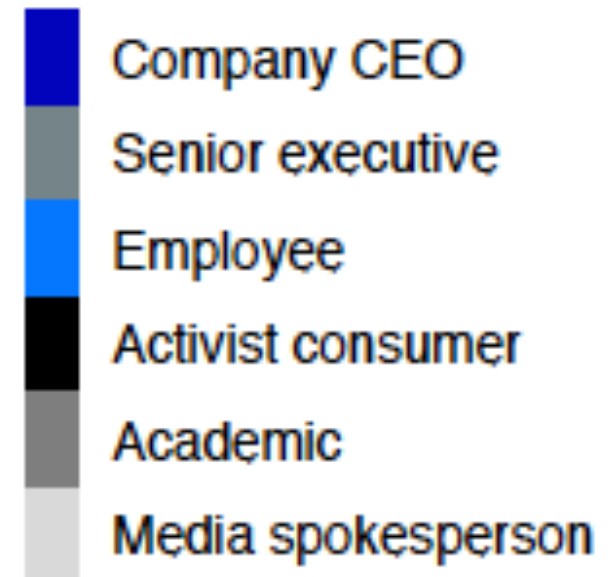 Company CEO
Senior executive
Employee
Activist consumer
Academic
Media spokesperson